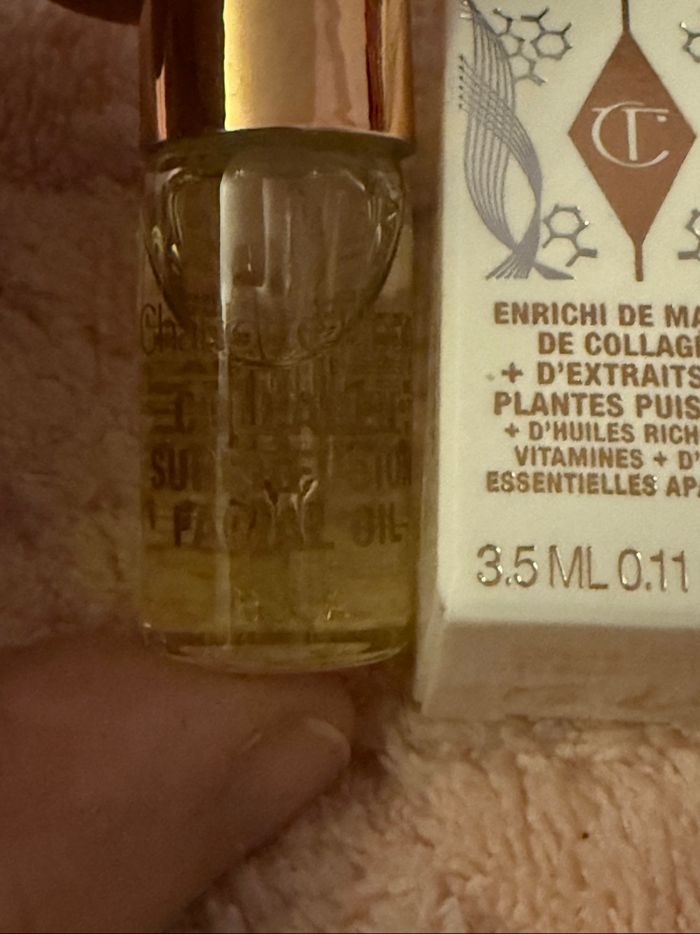 FACIAL OIL
CT
ENRICHI DE MA
DE COLLAG
+ D'EXTRAITS
PLANTES PUIS
+ D'HUILES RICH
VITAMINES + D'
ESSENTIELLES AP
3.5 ML 0.11